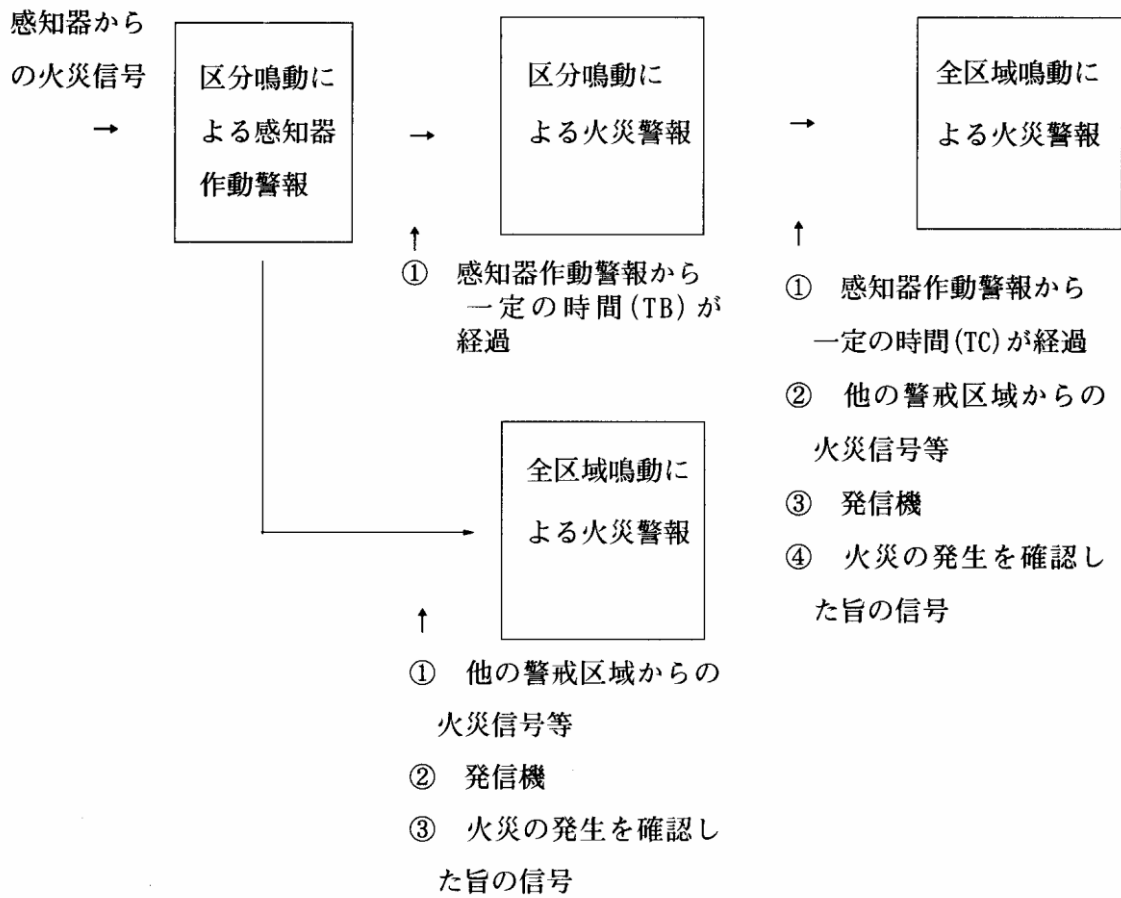 感知器から
の火災信号
→
区分鳴動に
よる感知器
作動警報
→
区分鳴動に
よる火災警報
→
全区域鳴動に
よる火災警報
↑
① 感知器作動警報から
一定の時間(TB)が
経過
↑
① 感知器作動警報から
一定の時間(TC)が経過
② 他の警戒区域からの
火災信号等
③ 発信機
④ 火災の発生を確認し
た旨の信号
全区域鳴動に
よる火災警報
↑
① 他の警戒区域からの
火災信号等
② 発信機
③ 火災の発生を確認し
た旨の信号